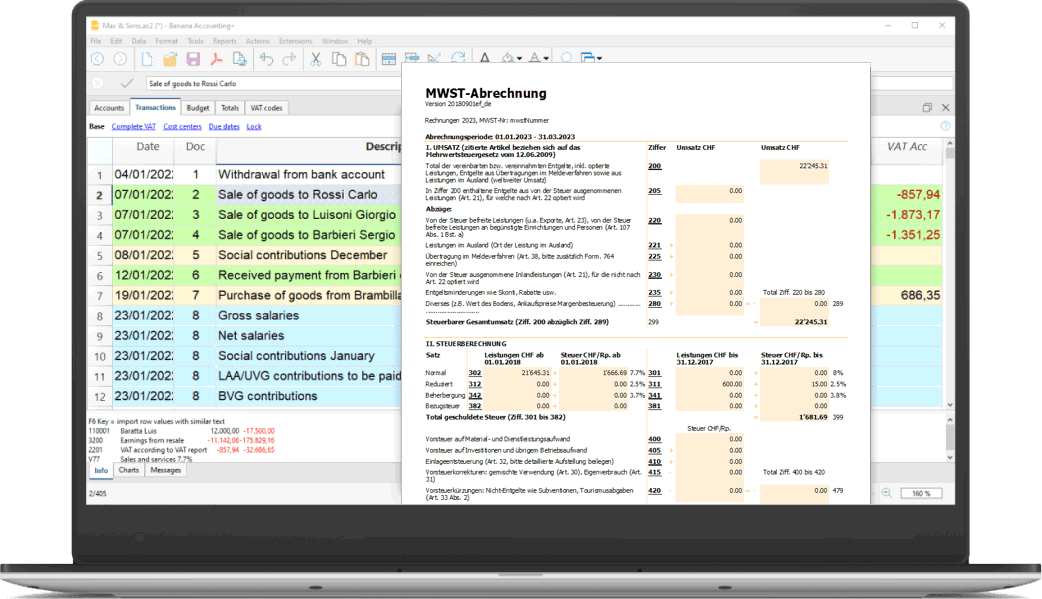 Max & Sons.ac2 (*) - Banana Accounting+
File Edit Data Format Tools Reports Actions Extensions Window Help
Sale of goods to Rossi Carlo
Accounts Transactions Budget Totals VAT codes
Base Complete VAT Cost centers Due dates Lock
Date Doc Descrip VAT Acc
1 04/01/2022 1 Withdrawal from bank account
2 07/01/2022 2 Sale of goods to Rossi Carlo -857,94
3 07/01/2022 3 Sale of goods to Luisoni Giorgio -1.873,17
4 07/01/2022 4 Sale of goods to Barbieri Sergio -1.351,25
5 08/01/2022 5 Social contributions December
6 12/01/2022 6 Received payment from Barbieri
7 19/01/2022 7 Purchase of goods from Brambilla 686,35
8 23/01/2022 8 Gross salaries
9 23/01/2022 8 Net salaries
10 23/01/2022 8 Social contributions January
11 23/01/2022 8 LAA/UVG contributions to be paid
12 23/01/2022 8 BVG contributions
F6 Key = import row values with similar text
110001 Baratta Luis 12.000,00 -17,500,00
3200 Earnings from resale -11.142,06 -175.829,16
2201 VAT according to VAT report -857,94 -32.686,65
V77 Sales and services 7.7%
Info Charts Messages
2/405 160 %
MWST-Abrechnung
Version 20180901ef_de
Rechnungen 2023, MWST-Nr: mwstNummer
Abrechnungsperiode: 01.01.2023 - 31.03.2023
I. UMSATZ (zitierte Artikel beziehen sich auf das Ziffer Umsatz CHF Umsatz CHF
Mehrwertsteuergesetz vom 12.06.2009)
Total der vereinbarten bzw. vereinnahmten Entgelte, inkl. optierte 200 22'245.31
Leistungen, Entgelte aus Übertragungen im Meldeverfahren sowie aus
Leistungen im Ausland (weltweiter Umsatz)
In Ziffer 200 enthaltene Entgelte aus von der Steuer ausgenommenen 205 0.00
Leistungen (Art. 21), für welche nach Art. 22 optiert wird
Abzüge:
Von der Steuer befreite Leistungen (u.a. Exporte, Art. 23), von der Steuer 220 0.00
befreite Leistungen an begünstigte Einrichtungen und Personen (Art. 107
Abs. 1 Bst. a)
Leistungen im Ausland (Ort der Leistung im Ausland) 221 + 0.00
Übertragung im Meldeverfahren (Art. 38, bitte zusätzlich Form. 764 225 + 0.00
einreichen)
Von der Steuer ausgenommene Inlandleistungen (Art. 21), für die nicht nach 230 + 0.00
Art. 22 optiert wird
Entgeltsminderungen wie Skonti, Rabatte usw. 235 + 0.00 Total Ziff. 220 bis 280
Diverses (z.B. Wert des Bodens, Ankaufspreise Margenbesteuerung) ............ 280 + 0.00 = - 0.00 289
............................
Steuerbarer Gesamtumsatz (Ziff. 200 abzüglich Ziff. 289) 299 = 22'245.31
II. STEUERBERECHNUNG
Satz Leistungen CHF ab Steuer CHF/Rp. ab Leistungen CHF bis Steuer CHF/Rp. bis
01.01.2018 01.01.2018 31.12.2017 31.12.2017
Normal 302 21'645.31 + 1'666.69 7.7% 301 0.00 + 0.00 8%
Reduziert 312 0.00 + 0.00 2.5% 311 600.00 + 15.00 2.5%
Beherbergung 342 0.00 + 0.00 3.7% 341 0.00 + 0.00 3.8%
Bezugsteuer 382 0.00 + 0.00 381 0.00 + 0.00
Total geschuldete Steuer (Ziff. 301 bis 382) = 1'681.69 399
Steuer CHF/Rp.
Vorsteuer auf Material- und Dienstleistungsaufwand 400 0.00
Vorsteuer auf Investitionen und übrigem Betriebsaufwand 405 + 0.00
Einlageentsteuerung (Art. 32, bitte detaillierte Aufstellung beilegen) 410 + 0.00
Vorsteuerkorrekturen: gemischte Verwendung (Art. 30), Eigenverbrauch (Art. 415 - 0.00 Total Ziff. 400 bis 420
31)
Vorsteuerkürzungen: Nicht-Entgelte wie Subventionen, Tourismusabgaben 420 - 0.00 = - 0.00 479
(Art. 33 Abs. 2)